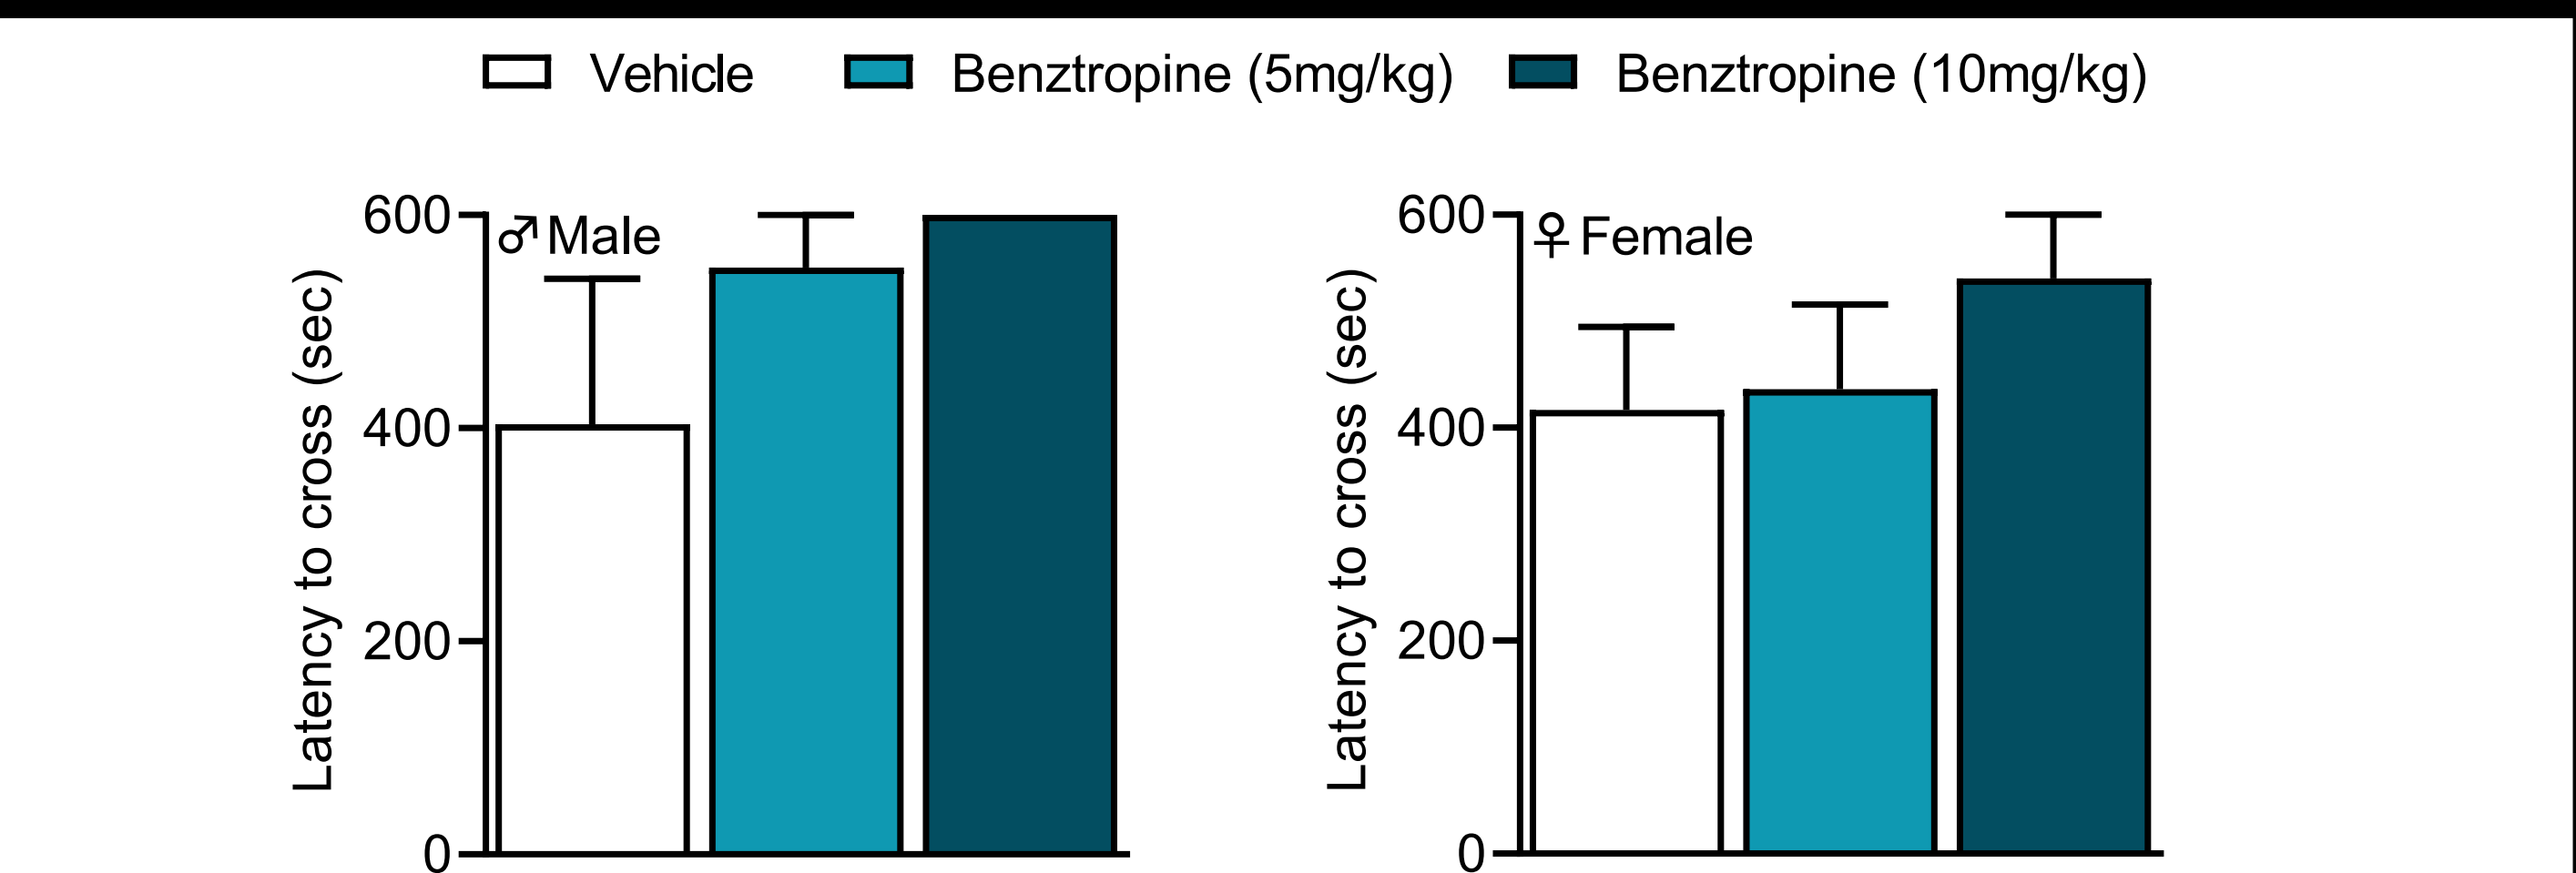 Vehicle Benztropine (5mg/kg) Benztropine (10mg/kg)
♂Male
Latency to cross (sec)
600
400
200
0
♀Female
Latency to cross (sec)
600
400
200
0